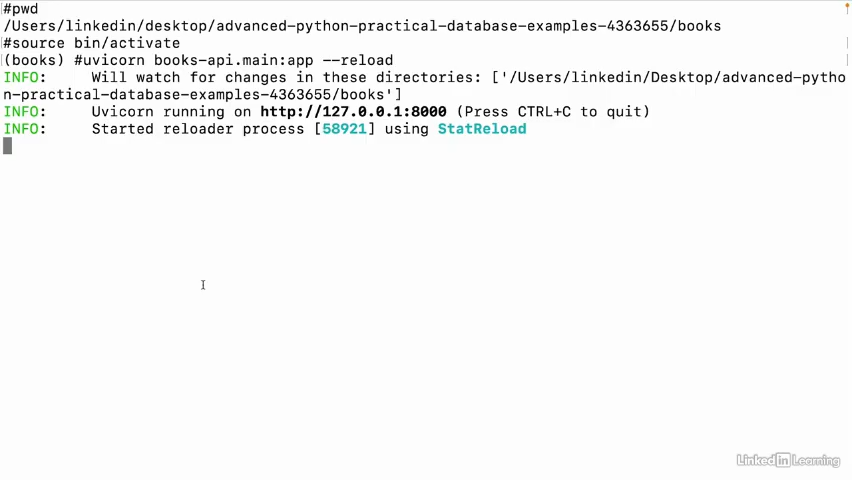 #pwd
/Users/linkedin/desktop/advanced-python-practical-database-examples-4363655/books
#source bin/activate
(books) #uvicorn books-api.main:app --reload
INFO:     Will watch for changes in these directories: ['/Users/linkedin/Desktop/advanced-pytho
n-practical-database-examples-4363655/books']
INFO:     Uvicorn running on http://127.0.0.1:8000 (Press CTRL+C to quit)
INFO:     Started reloader process [58921] using StatReload
LinkedIn Learning